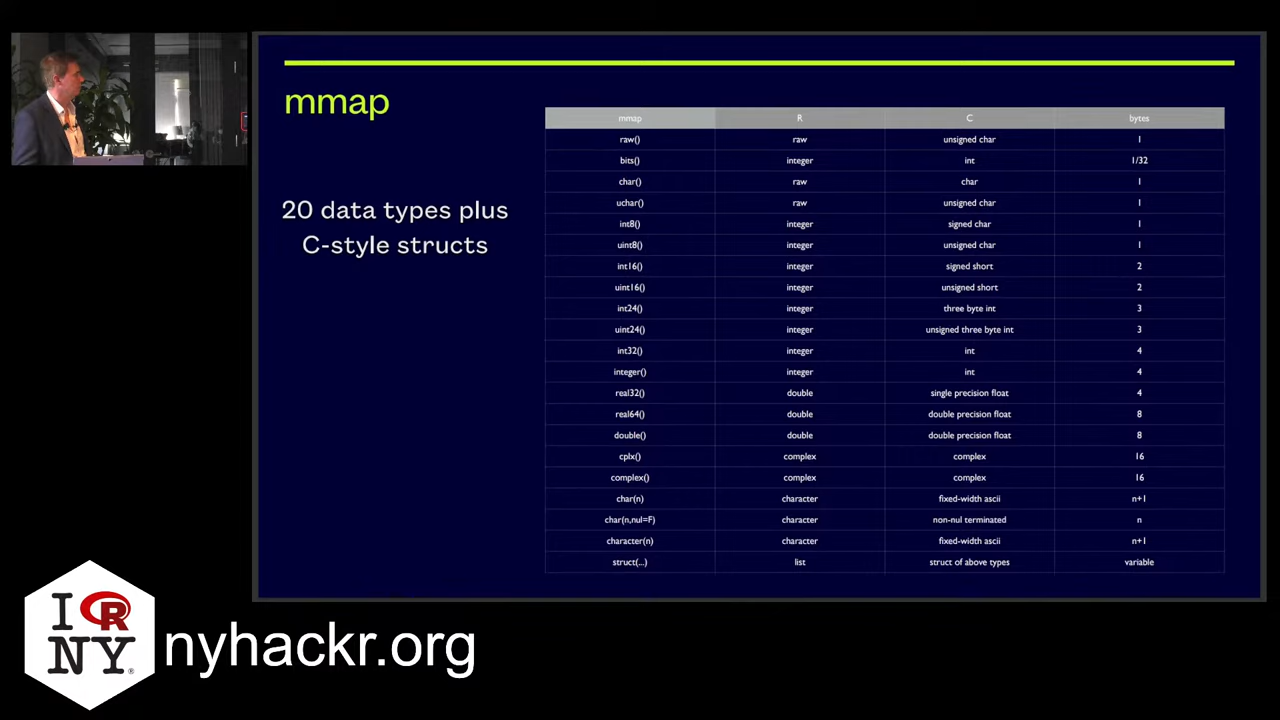 mmap
20 data types plus
C-style structs
mmap R C bytes
raw() raw unsigned char 1
bits() integer int 1/32
char() raw char 1
uchar() raw unsigned char 1
int8() integer signed char 1
uint8() integer unsigned char 1
int16() integer signed short 2
uint16() integer unsigned short 2
int24() integer three byte int 3
uint24() integer unsigned three byte int 3
int32() integer int 4
integer() integer int 4
real32() double single precision float 4
real64() double double precision float 8
double() double double precision float 8
cplx() complex complex 16
complex() complex complex 16
char(n) character fixed-width ascii n+1
char(n,nul=F) character non-nul terminated n
character(n) character fixed-width ascii n+1
struct(...) list struct of above types variable
I R
NY®
nyhackr.org